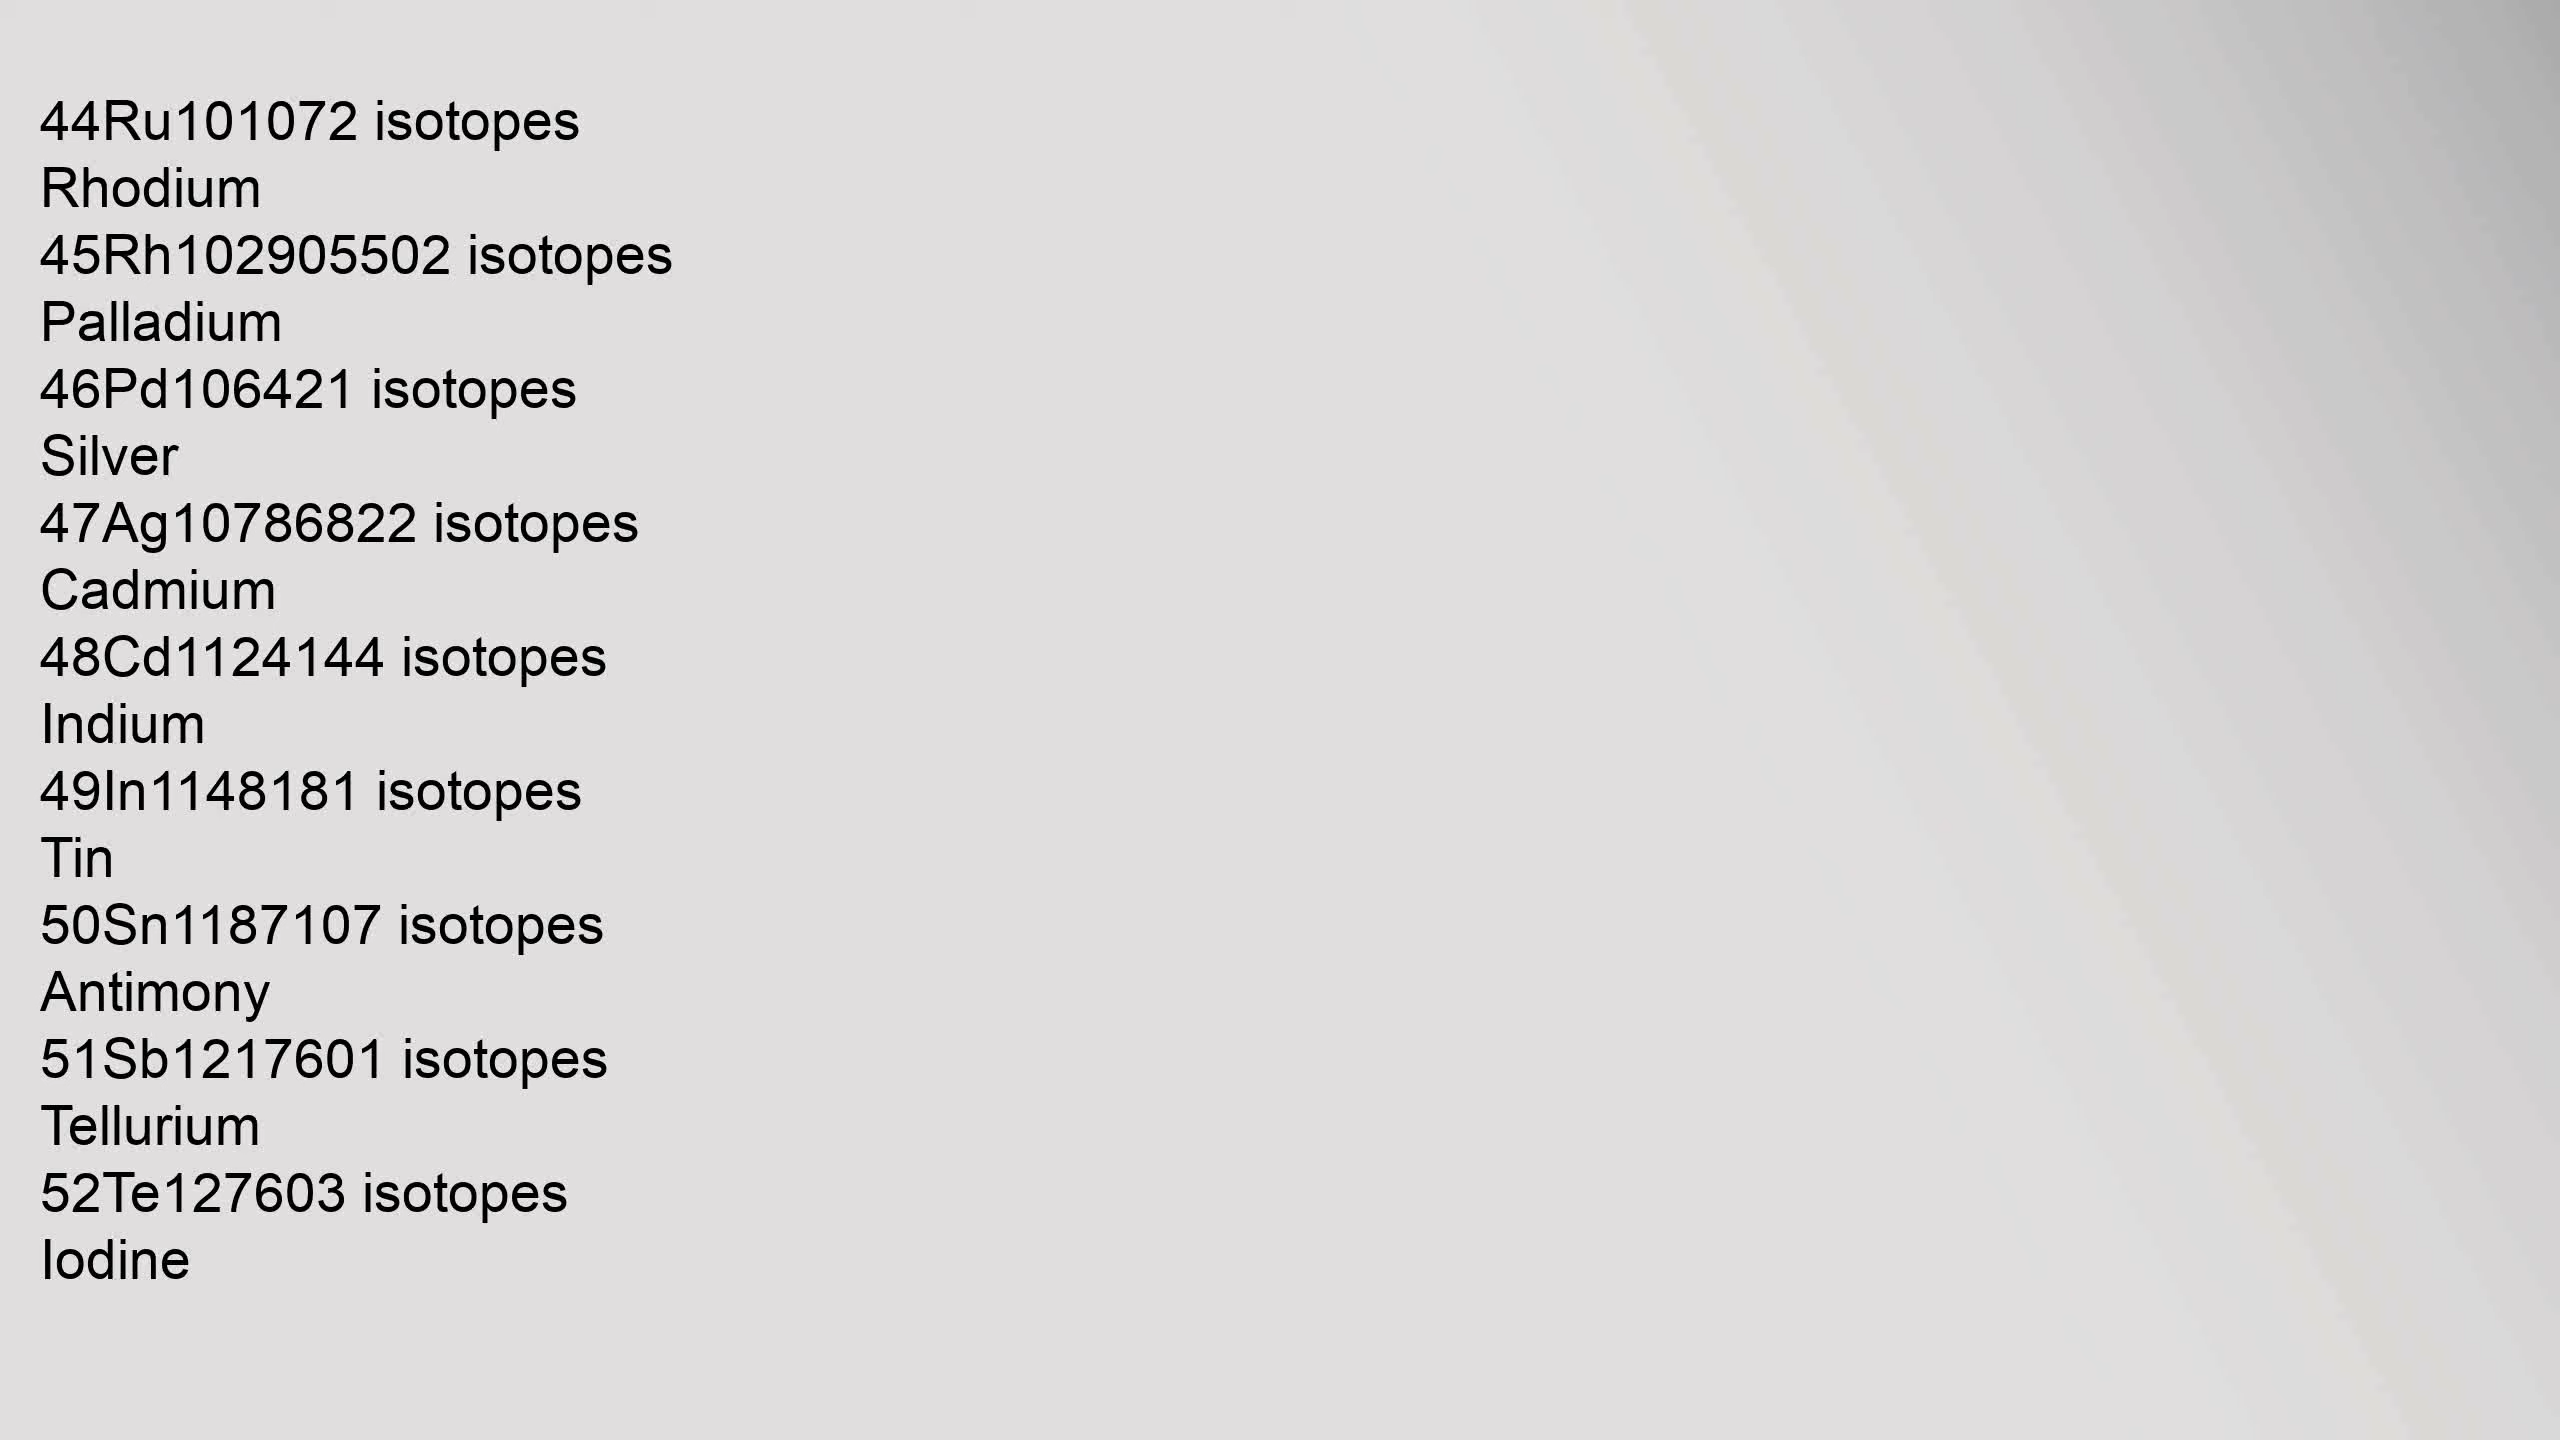 44Ru101072 isotopes
Rhodium
45Rh102905502 isotopes
Palladium
46Pd106421 isotopes
Silver
47Ag10786822 isotopes
Cadmium
48Cd1124144 isotopes
Indium
49In1148181 isotopes
Tin
50Sn1187107 isotopes
Antimony
51Sb1217601 isotopes
Tellurium
52Te127603 isotopes
Iodine